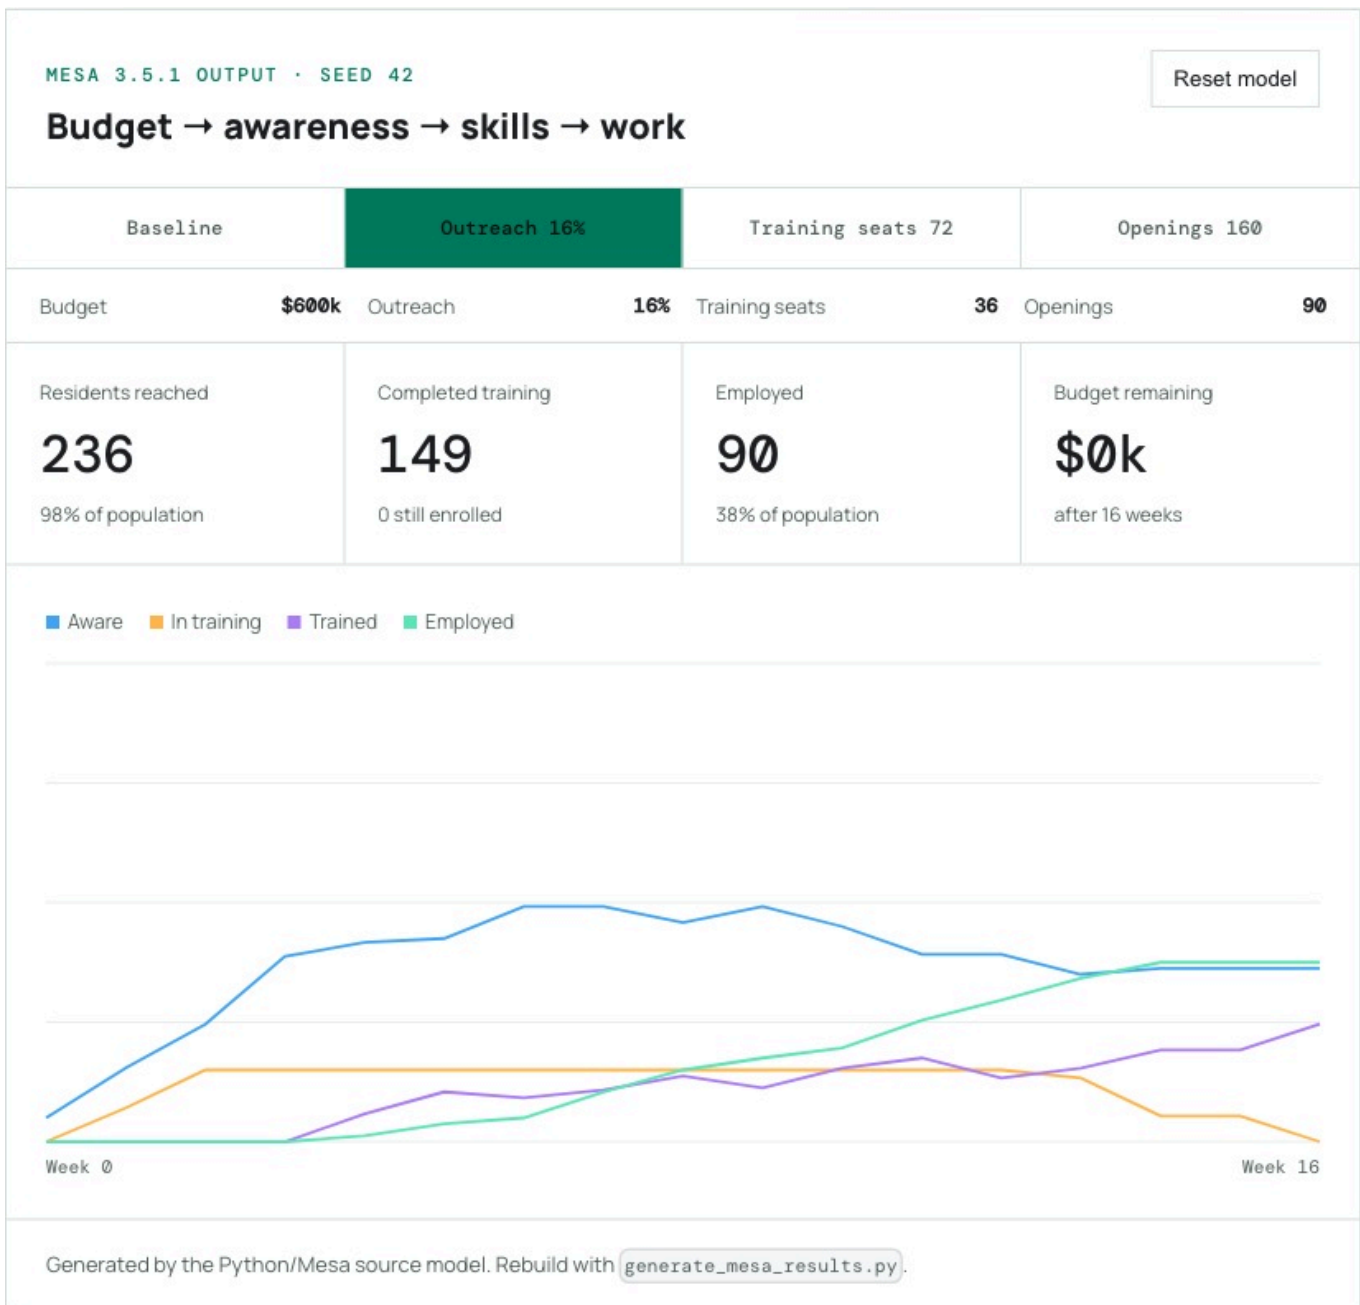 MESA 3.5.1 OUTPUT · SEED 42
Reset model
Budget → awareness → skills → work
Baseline
Outreach 16%
Training seats 72
Openings 160
Budget $600k
Outreach 16%
Training seats 36
Openings 90
Residents reached
236
98% of population
Completed training
149
0 still enrolled
Employed
90
38% of population
Budget remaining
$0k
after 16 weeks
Aware
In training
Trained
Employed
Week 0
Week 16
Generated by the Python/Mesa source model. Rebuild with generate_mesa_results.py.